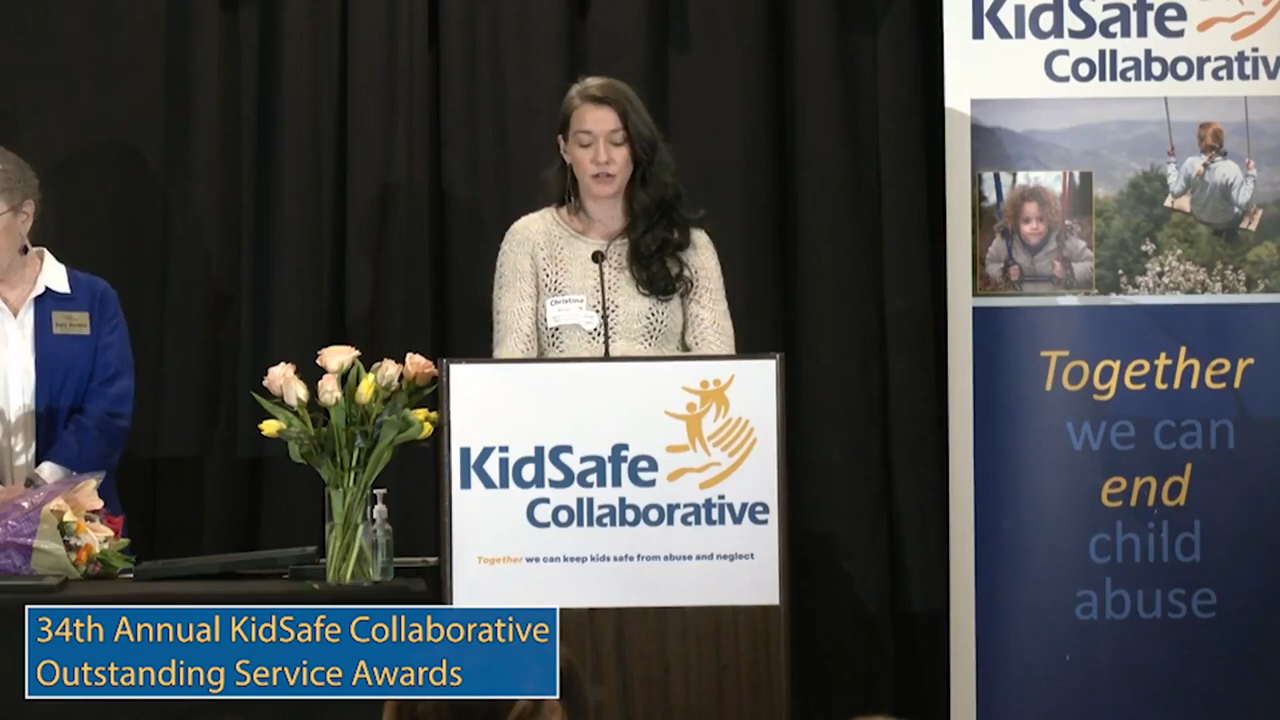 KidSafe
Collaborativ
Together
we can
end
child
abuse
Christina
KidSafe
Collaborative
Together we can keep kids safe from abuse and neglect
34th Annual KidSafe Collaborative
Outstanding Service Awards